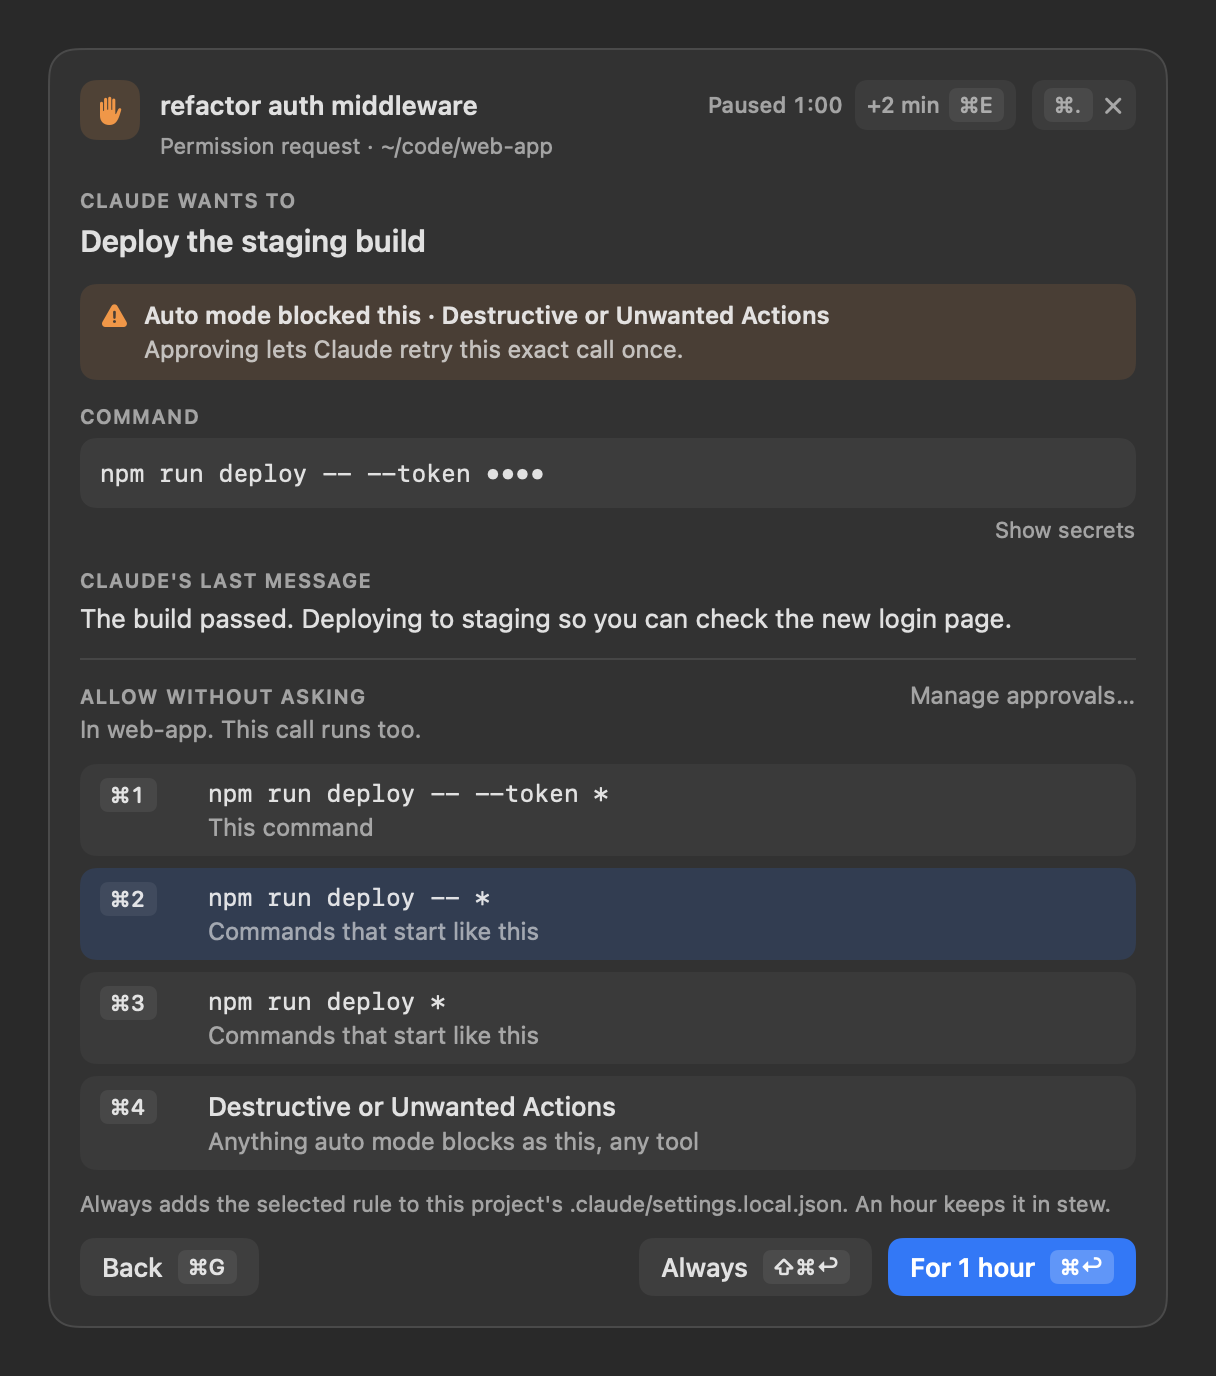 refactor auth middleware
Paused 1:00
+2 min ⌘E
⌘. ✕
Permission request · ~/code/web-app
CLAUDE WANTS TO
Deploy the staging build
Auto mode blocked this · Destructive or Unwanted Actions
Approving lets Claude retry this exact call once.
COMMAND
npm run deploy -- --token ••••
Show secrets
CLAUDE'S LAST MESSAGE
The build passed. Deploying to staging so you can check the new login page.
ALLOW WITHOUT ASKING
Manage approvals...
In web-app. This call runs too.
⌘1 npm run deploy -- --token *
This command
⌘2 npm run deploy -- *
Commands that start like this
⌘3 npm run deploy *
Commands that start like this
⌘4 Destructive or Unwanted Actions
Anything auto mode blocks as this, any tool
Always adds the selected rule to this project's .claude/settings.local.json. An hour keeps it in stew.
Back ⌘G
Always ⇧⌘↩
For 1 hour ⌘↩